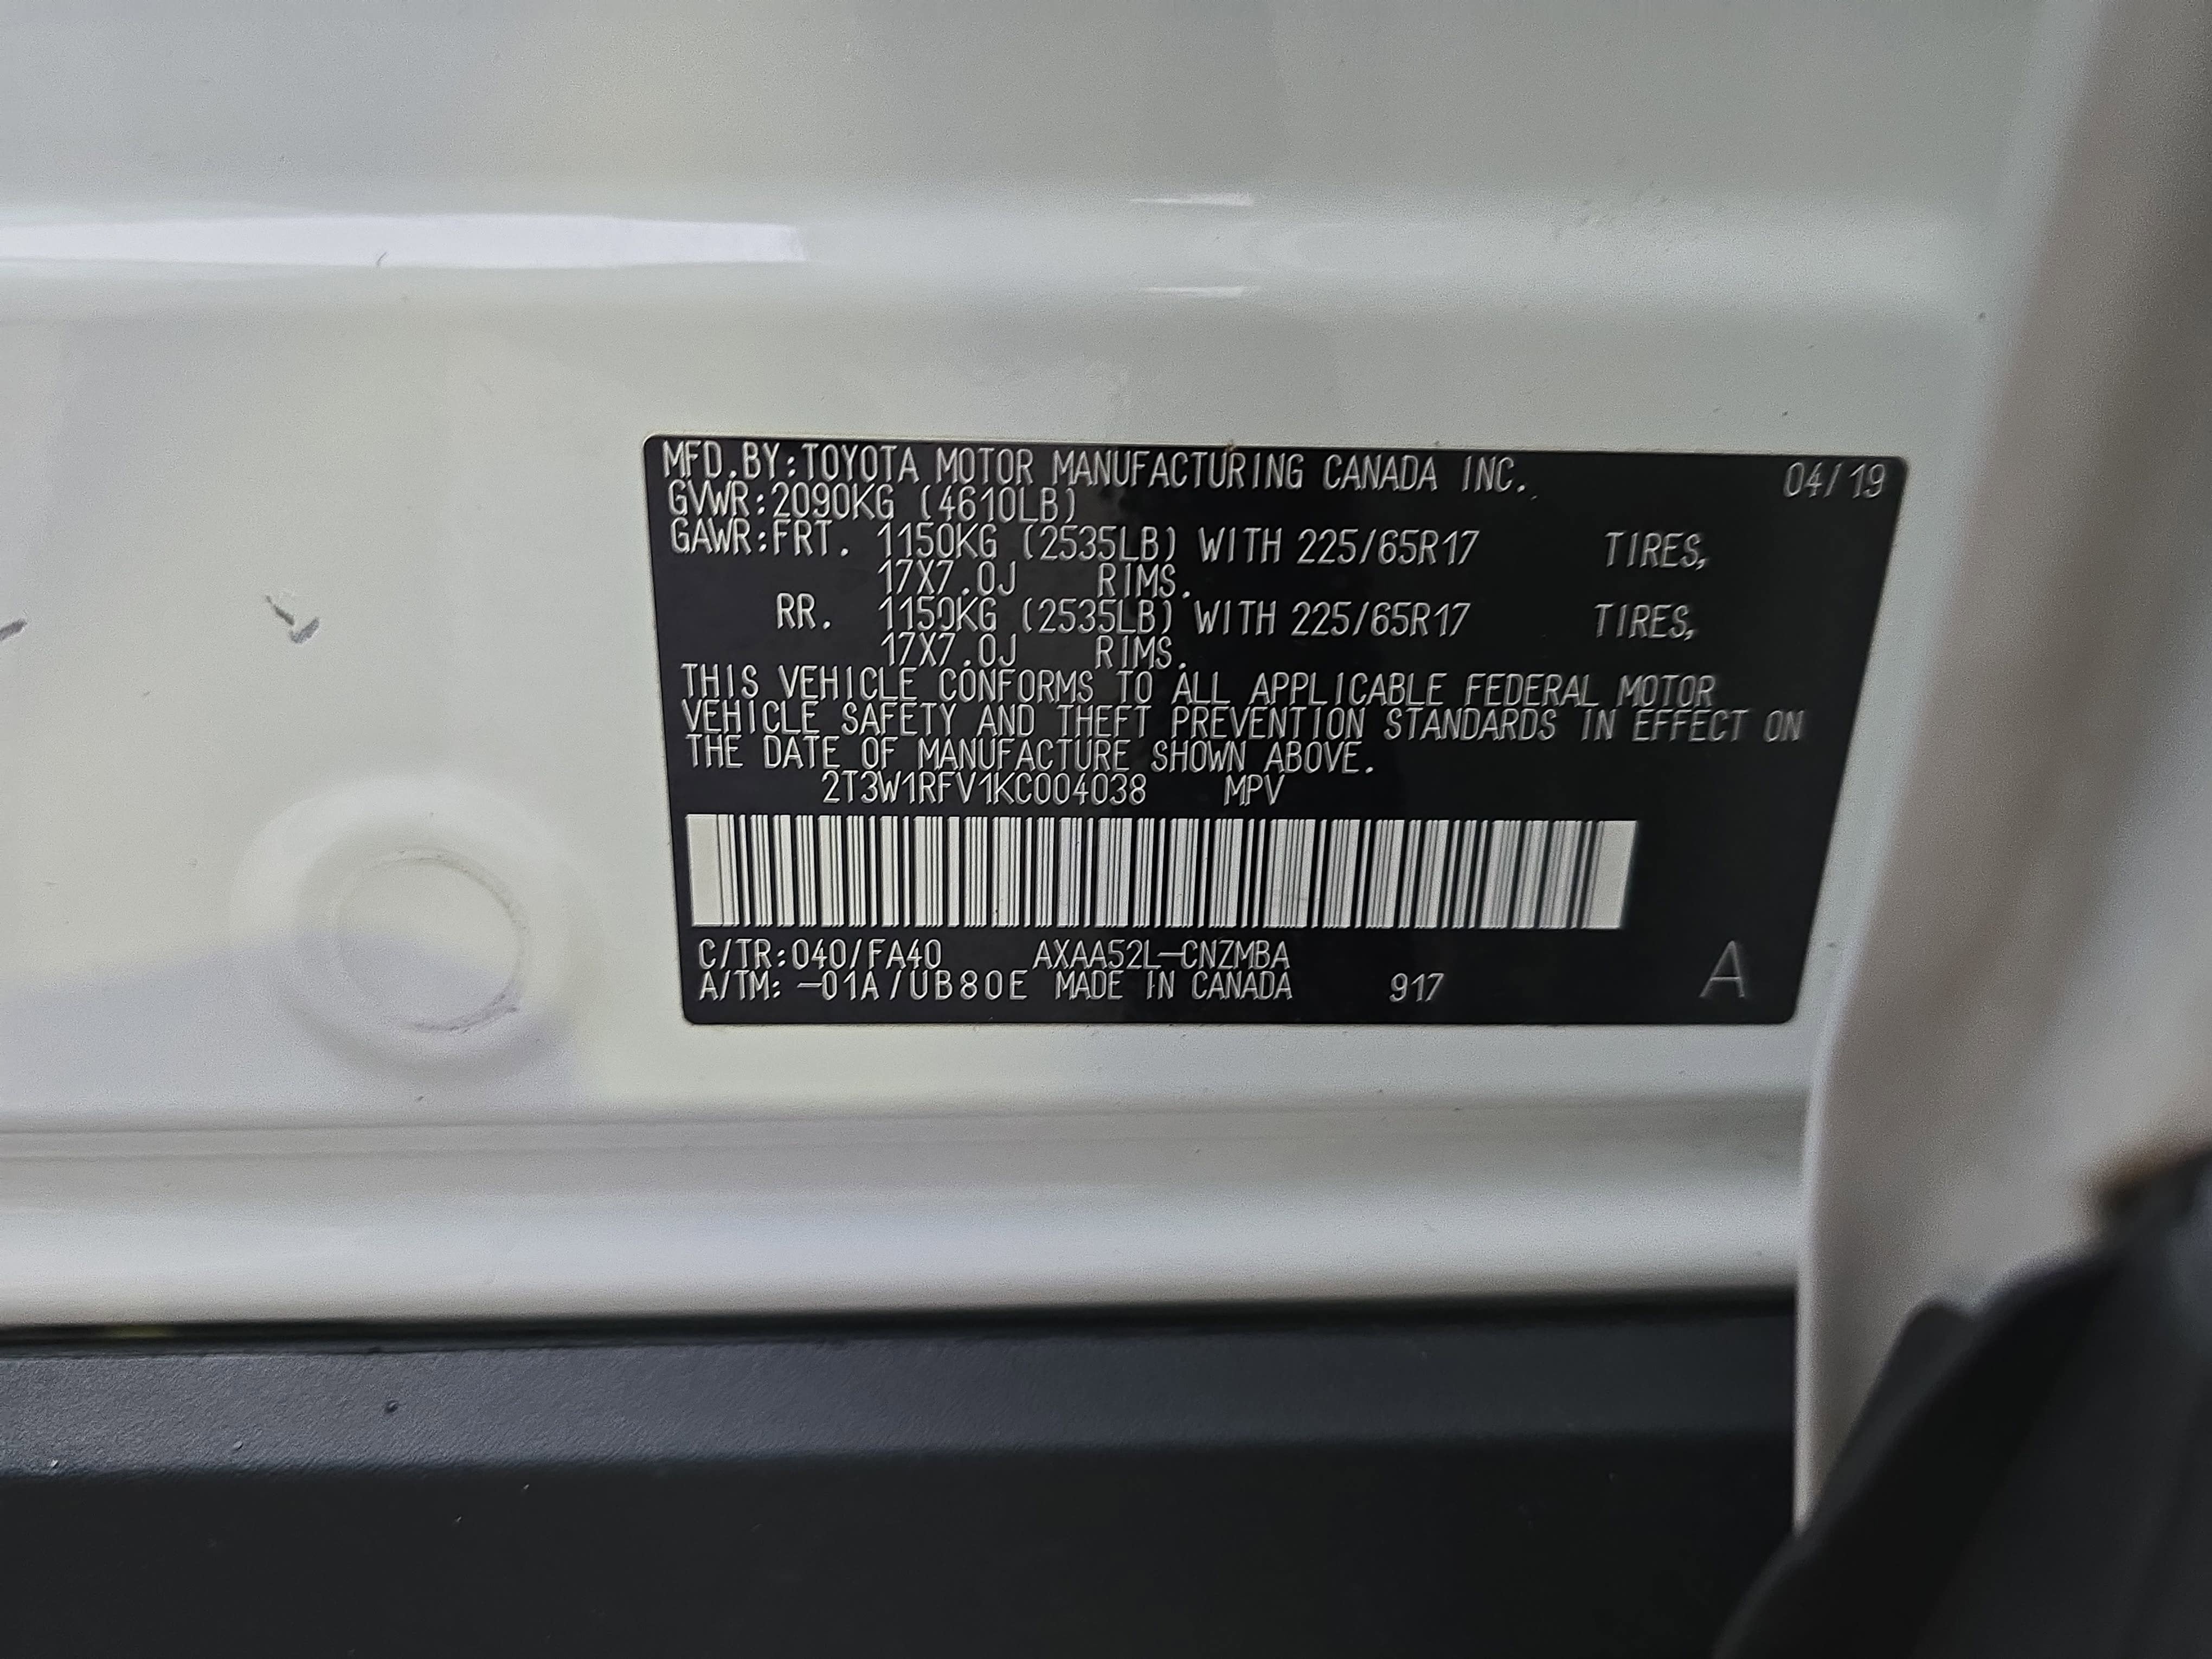 MFD.BY:TOYOTA MOTOR MANUFACTURING CANADA INC. 04/19
GVWR:2090KG (4610LB)
GAWR:FRT. 1150KG (2535LB) WITH 225/65R17 TIRES,
17X7.0J RIMS.
RR. 1150KG (2535LB) WITH 225/65R17 TIRES,
17X7.0J RIMS.
THIS VEHICLE CONFORMS TO ALL APPLICABLE FEDERAL MOTOR
VEHICLE SAFETY AND THEFT PREVENTION STANDARDS IN EFFECT ON
THE DATE OF MANUFACTURE SHOWN ABOVE.
2T3W1RFV1KC004038 MPV
C/TR:040/FA40 AXAA52L-CNZMBA
A/TM: -01A/UB80E MADE IN CANADA 917 A